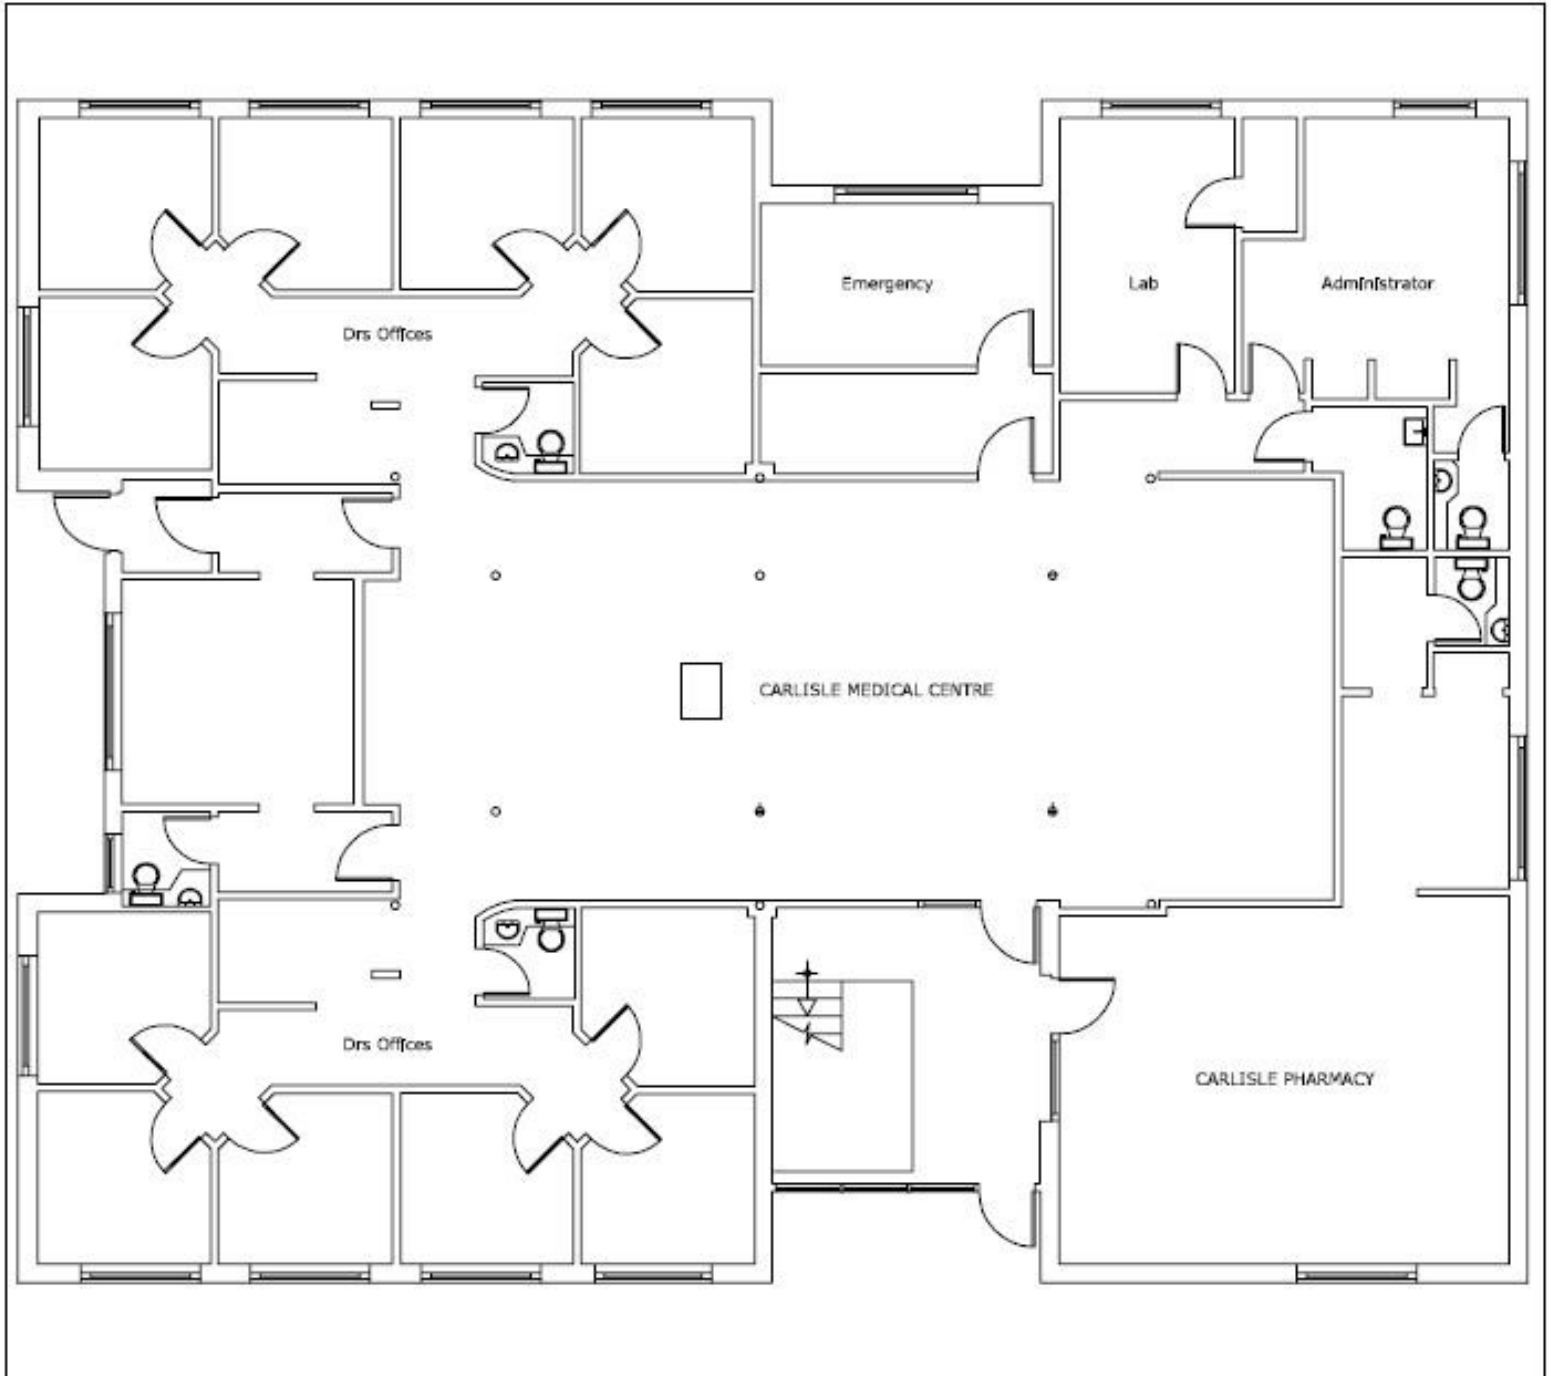 Emergency
Lab
Administrator
Drs Offices
CARLISLE MEDICAL CENTRE
Drs Offices
CARLISLE PHARMACY